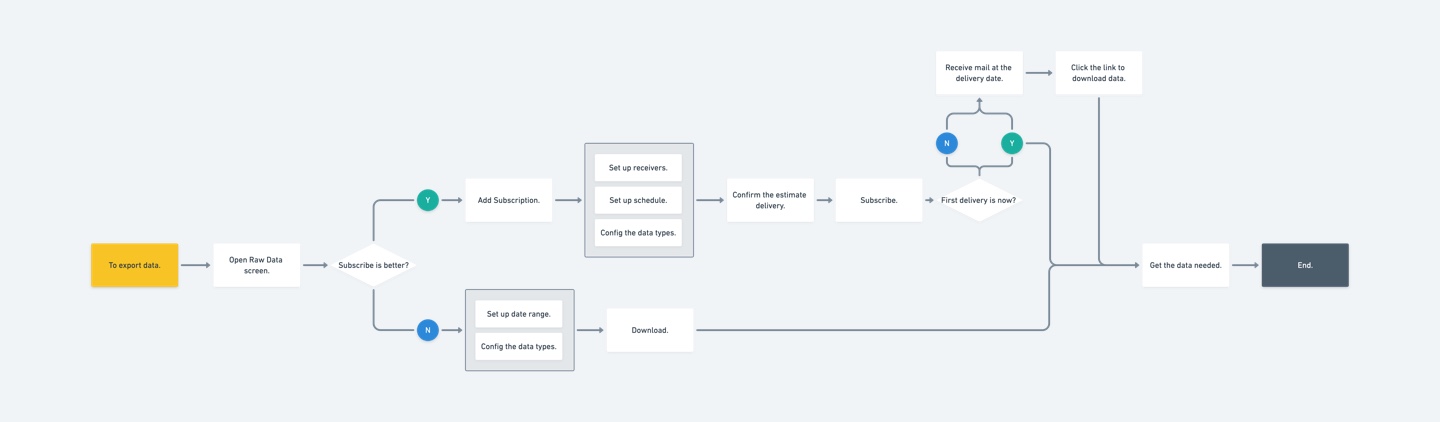 To export data.
Open Raw Data
screen.
Subscribe is better?
Y
Add Subscription.
Set up receivers.
Set up schedule.
Config the data types.
Confirm the estimate
delivery.
Subscribe.
First delivery is now?
N
Y
Receive mail at the
delivery date.
Click the link to
download data.
N
Set up date range.
Config the data types.
Download.
Get the data needed.
End.